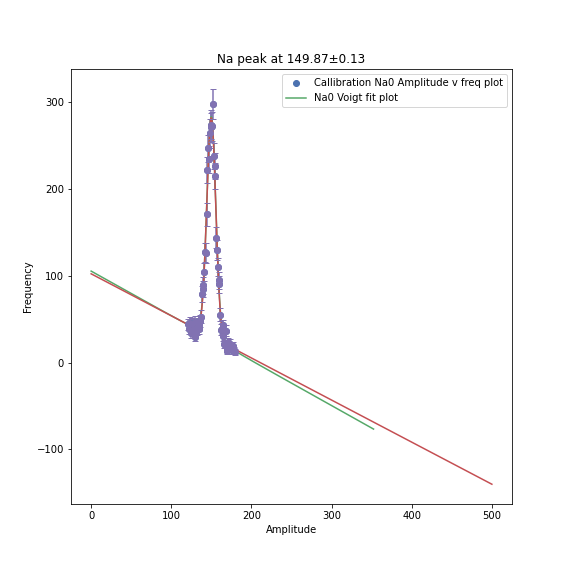 Na peak at 149.87±0.13
Callibration Na0 Amplitude v freq plot
Na0 Voigt fit plot
300
200
100
0
−100
Frequency
0
100
200
300
400
500
Amplitude